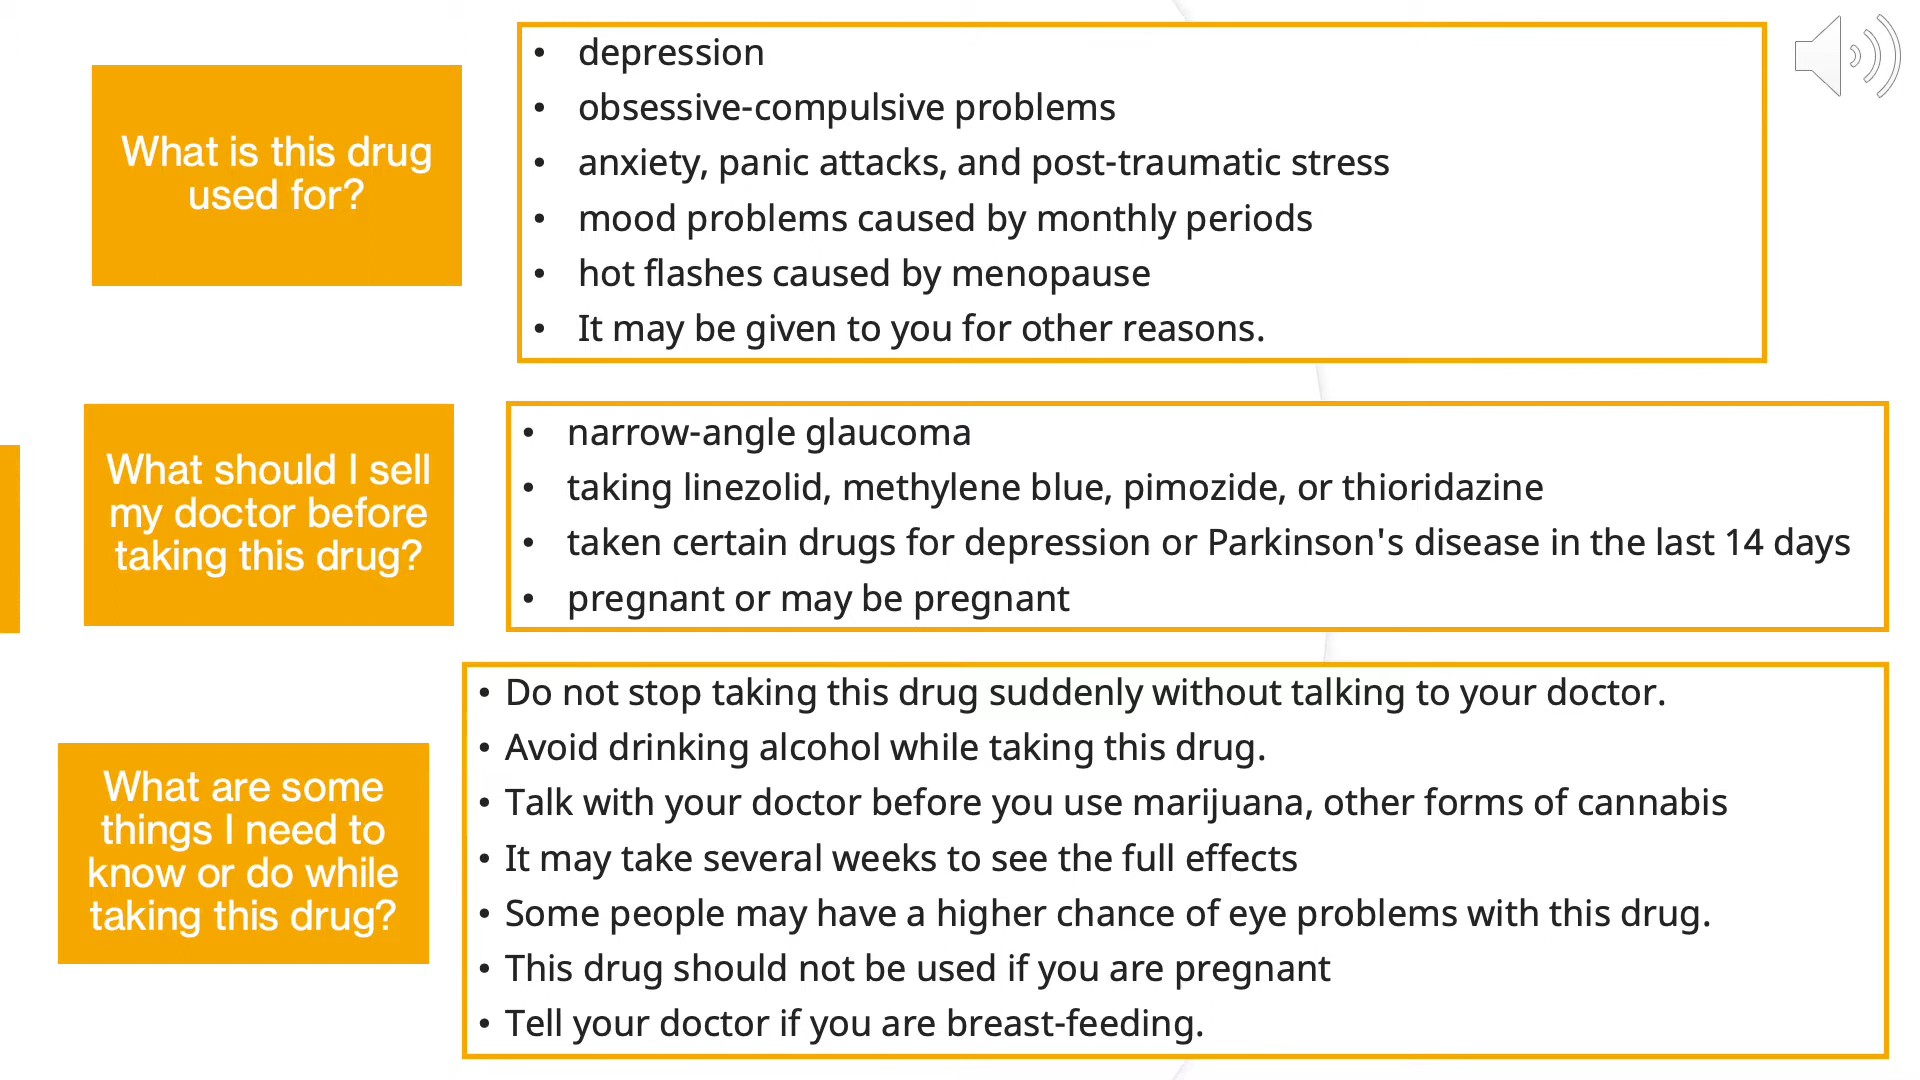 What is this drug
used for?
• depression
• obsessive-compulsive problems
• anxiety, panic attacks, and post-traumatic stress
• mood problems caused by monthly periods
• hot flashes caused by menopause
• It may be given to you for other reasons.
What should I sell
my doctor before
taking this drug?
• narrow-angle glaucoma
• taking linezolid, methylene blue, pimozide, or thioridazine
• taken certain drugs for depression or Parkinson's disease in the last 14 days
• pregnant or may be pregnant
What are some
things I need to
know or do while
taking this drug?
• Do not stop taking this drug suddenly without talking to your doctor.
• Avoid drinking alcohol while taking this drug.
• Talk with your doctor before you use marijuana, other forms of cannabis
• It may take several weeks to see the full effects
• Some people may have a higher chance of eye problems with this drug.
• This drug should not be used if you are pregnant
• Tell your doctor if you are breast-feeding.